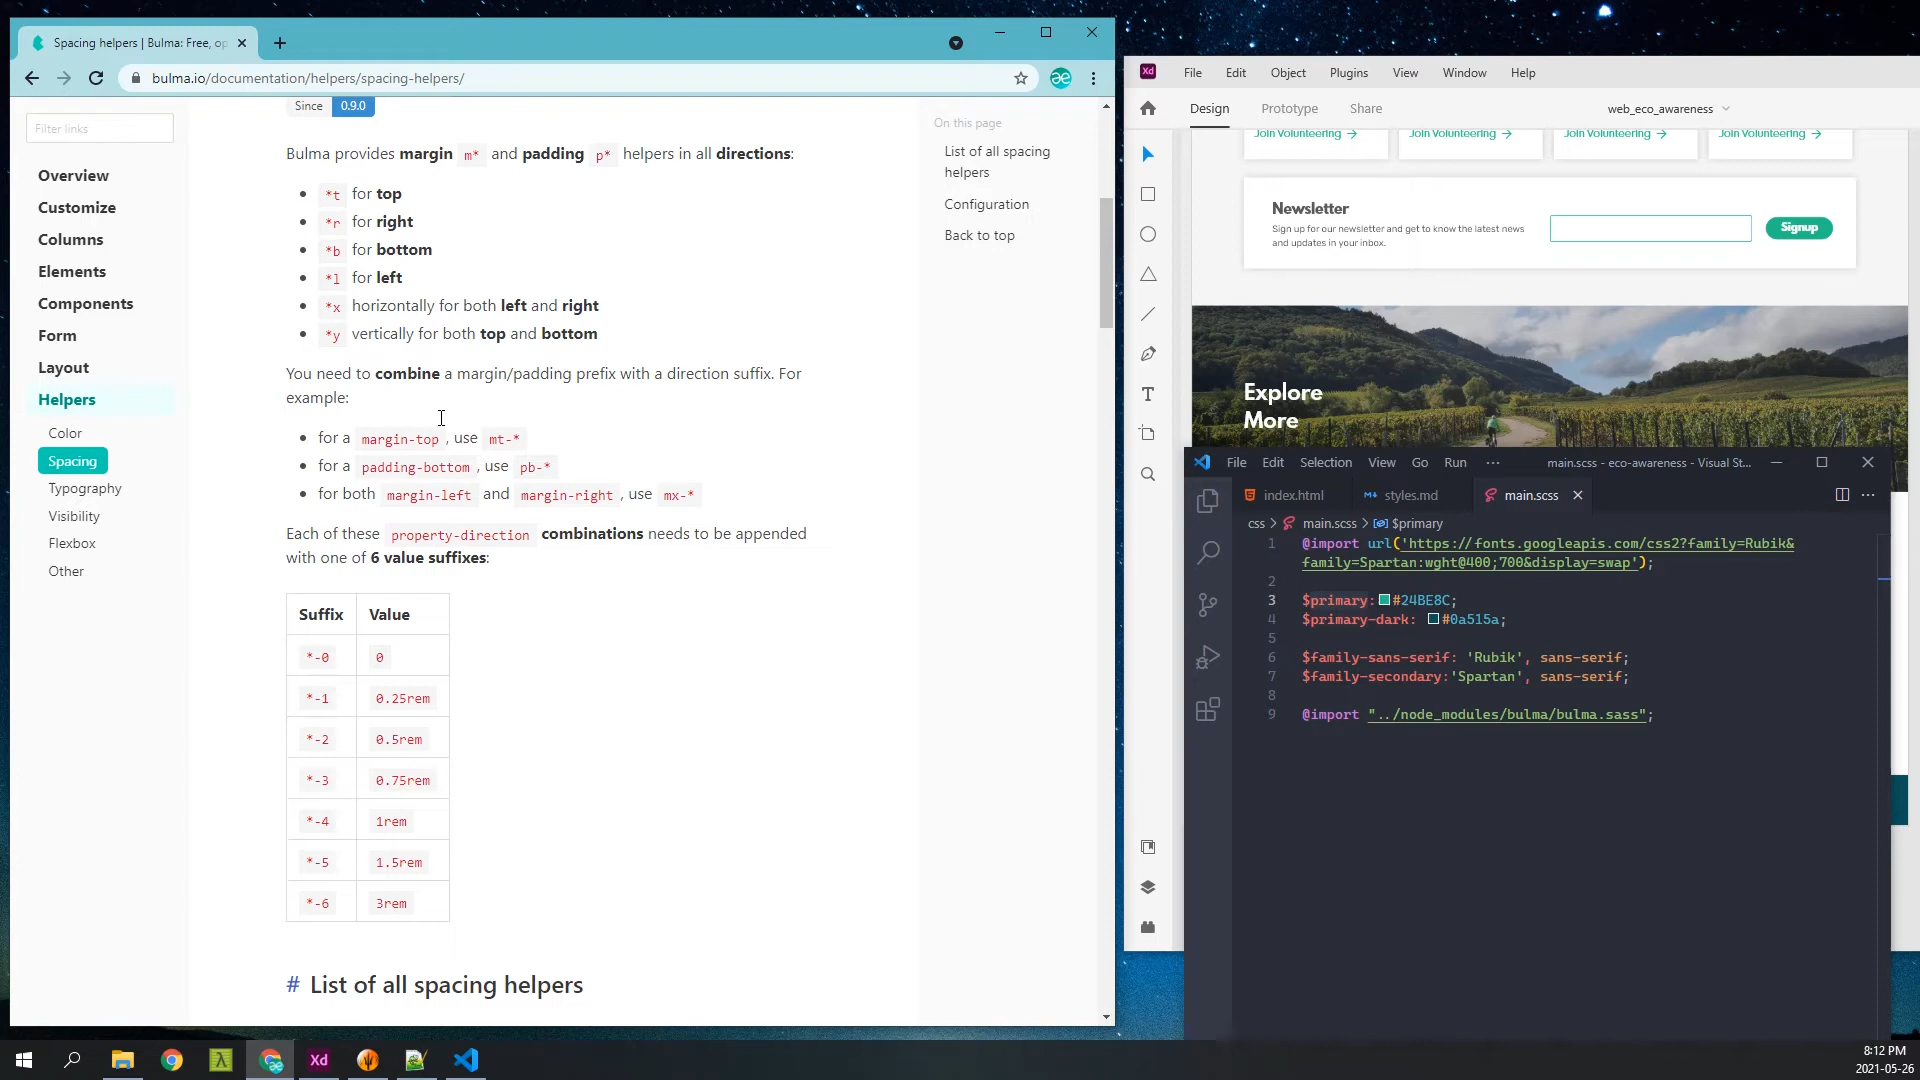 Spacing helpers | Bulma: Free, op
bulma.io/documentation/helpers/spacing-helpers/
Filter links
Overview
Customize
Columns
Elements
Components
Form
Layout
Helpers
Color
Spacing
Typography
Visibility
Flexbox
Other
Since 0.9.0
Bulma provides margin m* and padding p* helpers in all directions:
*t for top
*r for right
*b for bottom
*l for left
*x horizontally for both left and right
*y vertically for both top and bottom
You need to combine a margin/padding prefix with a direction suffix. For
example:
for a margin-top , use mt-*
for a padding-bottom , use pb-*
for both margin-left and margin-right , use mx-*
Each of these property-direction combinations needs to be appended
with one of 6 value suffixes:
Suffix Value
*-0 0
*-1 0.25rem
*-2 0.5rem
*-3 0.75rem
*-4 1rem
*-5 1.5rem
*-6 3rem
# List of all spacing helpers
On this page
List of all spacing
helpers
Configuration
Back to top
Xd File Edit Object Plugins View Window Help
Design Prototype Share web_eco_awareness
Join Volunteering → Join Volunteering → Join Volunteering → Join Volunteering →
Newsletter
Sign up for our newsletter and get to know the latest news
and updates in your inbox.
Signup
Explore
More
File Edit Selection View Go Run ··· main.scss - eco-awareness - Visual St...
index.html styles.md main.scss
css > main.scss > $primary
1 @import url('https://fonts.googleapis.com/css2?family=Rubik&
family=Spartan:wght@400;700&display=swap');
2
3 $primary: #24BE8C;
4 $primary-dark: #0a515a;
5
6 $family-sans-serif: 'Rubik', sans-serif;
7 $family-secondary:'Spartan', sans-serif;
8
9 @import "../node_modules/bulma/bulma.sass";
Xd
8:12 PM
2021-05-26